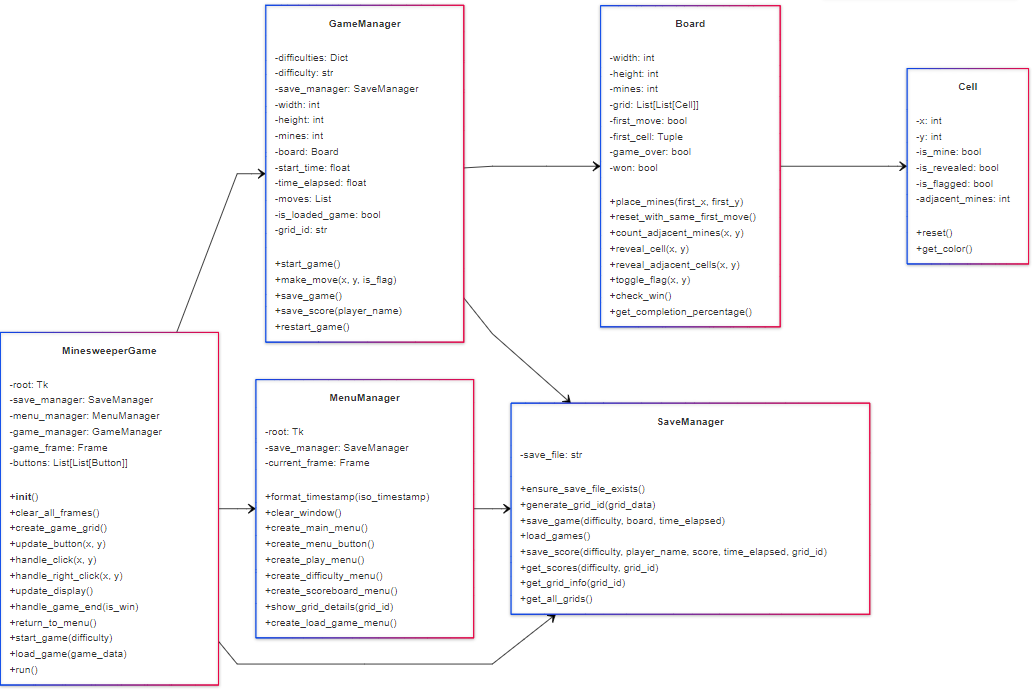 GameManager
-difficulties: Dict
-difficulty: str
-save_manager: SaveManager
-width: int
-height: int
-mines: int
-board: Board
-start_time: float
-time_elapsed: float
-moves: List
-is_loaded_game: bool
-grid_id: str
+start_game()
+make_move(x, y, is_flag)
+save_game()
+save_score(player_name)
+restart_game()
Board
-width: int
-height: int
-mines: int
-grid: List[List[Cell]]
-first_move: bool
-first_cell: Tuple
-game_over: bool
-won: bool
+place_mines(first_x, first_y)
+reset_with_same_first_move()
+count_adjacent_mines(x, y)
+reveal_cell(x, y)
+reveal_adjacent_cells(x, y)
+toggle_flag(x, y)
+check_win()
+get_completion_percentage()
Cell
-x: int
-y: int
-is_mine: bool
-is_revealed: bool
-is_flagged: bool
-adjacent_mines: int
+reset()
+get_color()
MinesweeperGame
-root: Tk
-save_manager: SaveManager
-menu_manager: MenuManager
-game_manager: GameManager
-game_frame: Frame
-buttons: List[List[Button]]
+init()
+clear_all_frames()
+create_game_grid()
+update_button(x, y)
+handle_click(x, y)
+handle_right_click(x, y)
+update_display()
+handle_game_end(is_win)
+return_to_menu()
+start_game(difficulty)
+load_game(game_data)
+run()
MenuManager
-root: Tk
-save_manager: SaveManager
-current_frame: Frame
+format_timestamp(iso_timestamp)
+clear_window()
+create_main_menu()
+create_menu_button()
+create_play_menu()
+create_difficulty_menu()
+create_scoreboard_menu()
+show_grid_details(grid_id)
+create_load_game_menu()
SaveManager
-save_file: str
+ensure_save_file_exists()
+generate_grid_id(grid_data)
+save_game(difficulty, board, time_elapsed)
+load_games()
+save_score(difficulty, player_name, score, time_elapsed, grid_id)
+get_scores(difficulty, grid_id)
+get_grid_info(grid_id)
+get_all_grids()